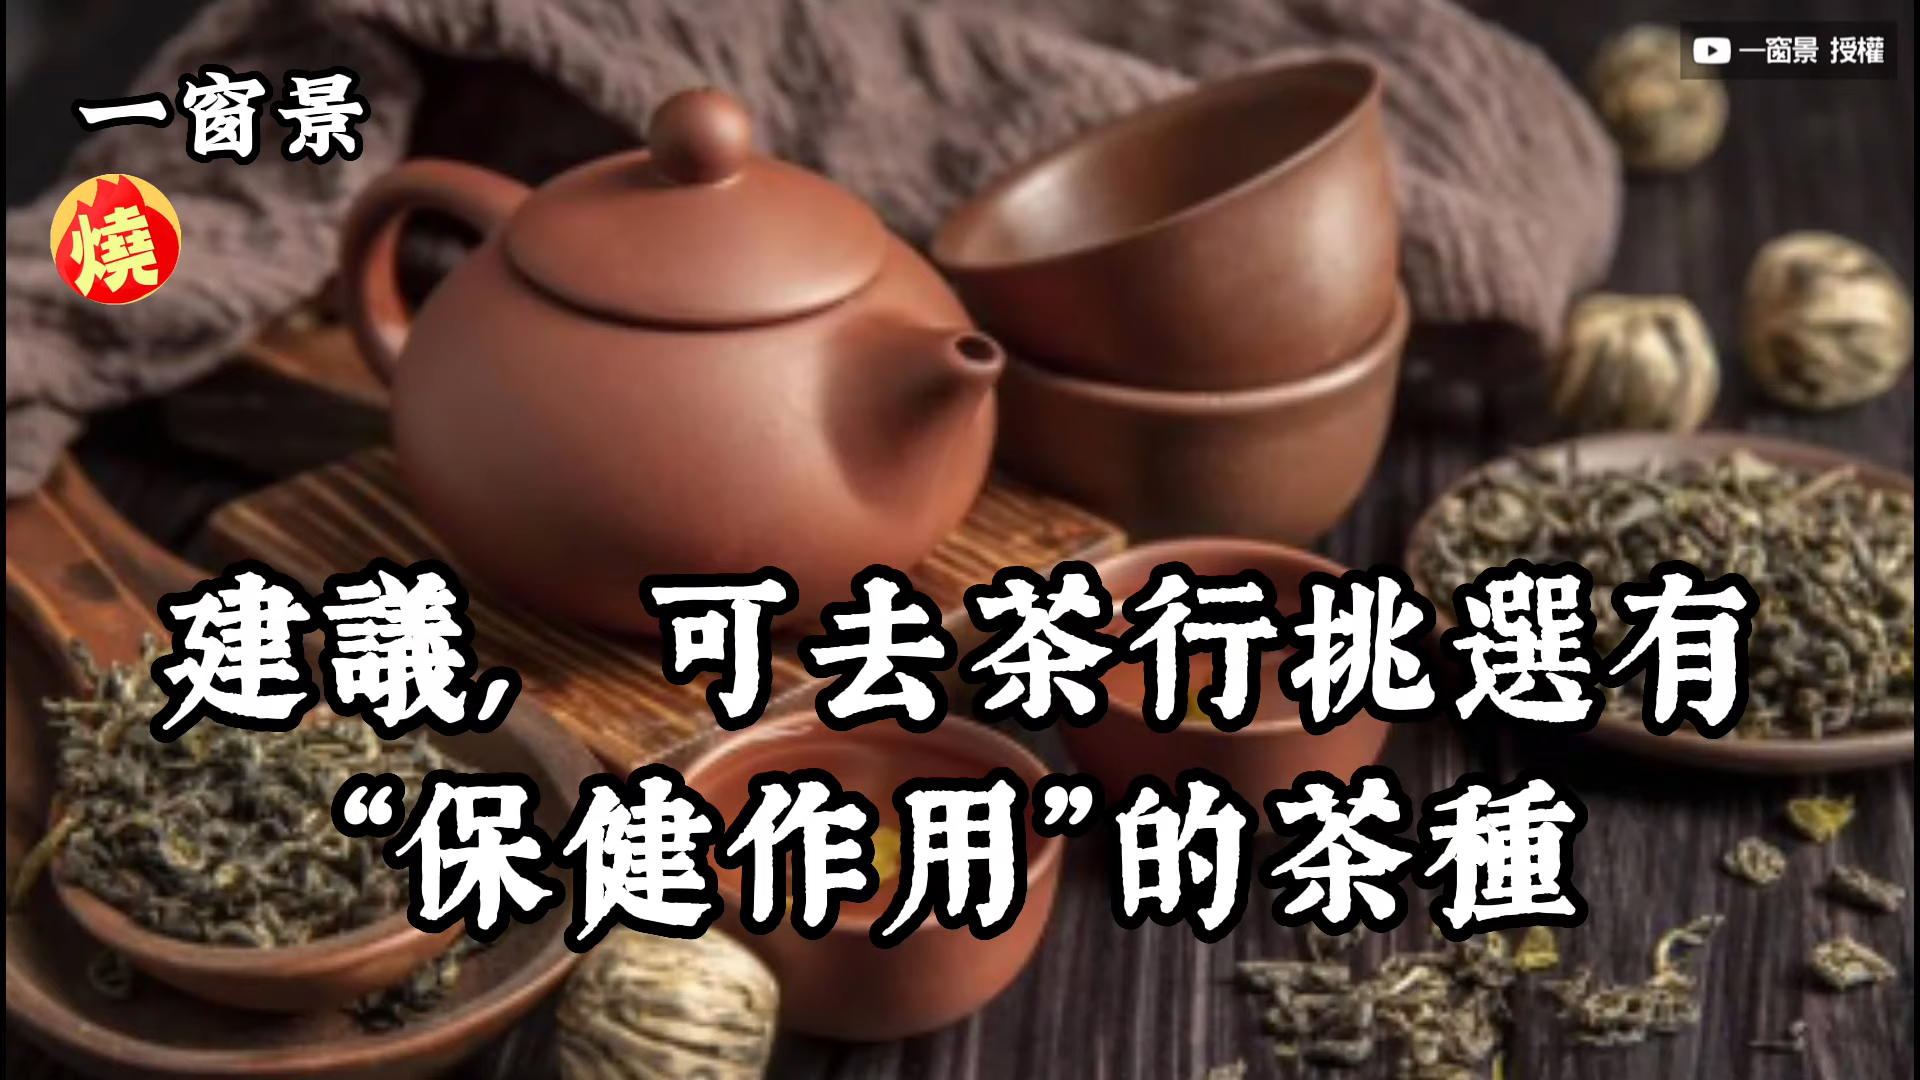 一窗景 授權
一窗景
燒
建議, 可去茶行挑選有
“保健作用”的茶種